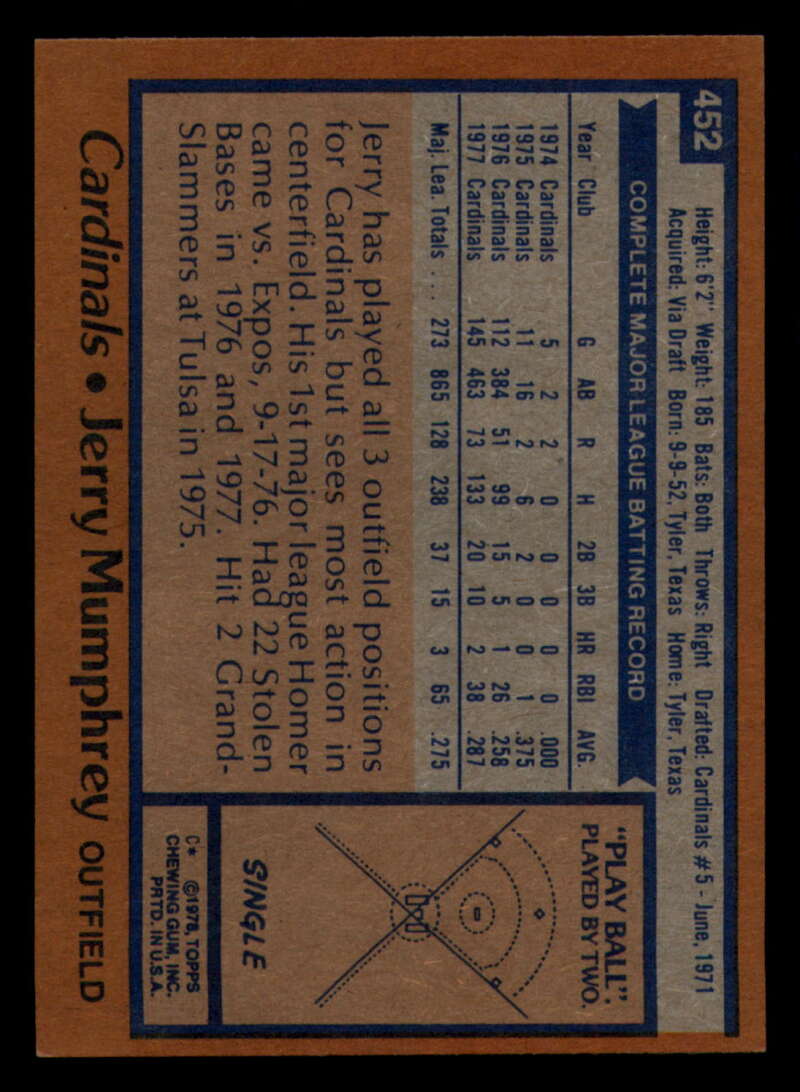 452
Height: 6'2" Weight: 185 Bats: Both Throws: Right Drafted: Cardinals #5 - June, 1971
Acquired: Via Draft Born: 9-9-52, Tyler, Texas Home: Tyler, Texas
COMPLETE MAJOR LEAGUE BATTING RECORD
Year Club G AB R H 2B 3B HR RBI AVG.
1974 Cardinals 5 2 2 0 0 0 0 0 .000
1975 Cardinals 11 16 2 6 2 0 0 1 .375
1976 Cardinals 112 384 51 99 15 5 1 26 .258
1977 Cardinals 145 463 73 133 20 10 2 38 .287
Maj. Lea. Totals ... 273 865 128 238 37 15 3 65 .275
Jerry has played all 3 outfield positions
for Cardinals but sees most action in
centerfield. His 1st major league Homer
came vs. Expos, 9-17-76. Had 22 Stolen
Bases in 1976 and 1977. Hit 2 Grand-
Slammers at Tulsa in 1975.
"PLAY BALL".
PLAYED BY TWO.
SINGLE
C* ©1978, TOPPS
CHEWING GUM, INC.
PRTD. IN U.S.A.
Cardinals • Jerry Mumphrey OUTFIELD